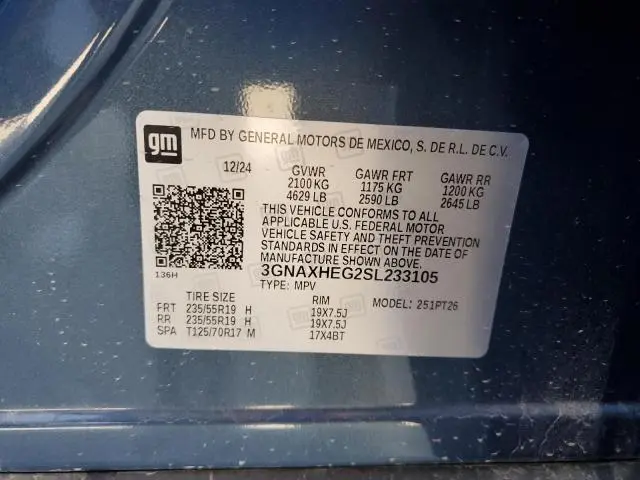 gm
MFD BY GENERAL MOTORS DE MEXICO, S. DE R.L. DE C.V.
12/24 GVWR GAWR FRT GAWR RR
2100 KG 1175 KG 1200 KG
4629 LB 2590 LB 2645 LB
THIS VEHICLE CONFORMS TO ALL
APPLICABLE U.S. FEDERAL MOTOR
VEHICLE SAFETY AND THEFT PREVENTION
STANDARDS IN EFFECT ON THE DATE OF
MANUFACTURE SHOWN ABOVE.
136H
3GNAXHEG2SL233105
TYPE: MPV
TIRE SIZE RIM MODEL: 251PT26
FRT 235/55R19 H 19X7.5J
RR 235/55R19 H 19X7.5J
SPA T125/70R17 M 17X4BT